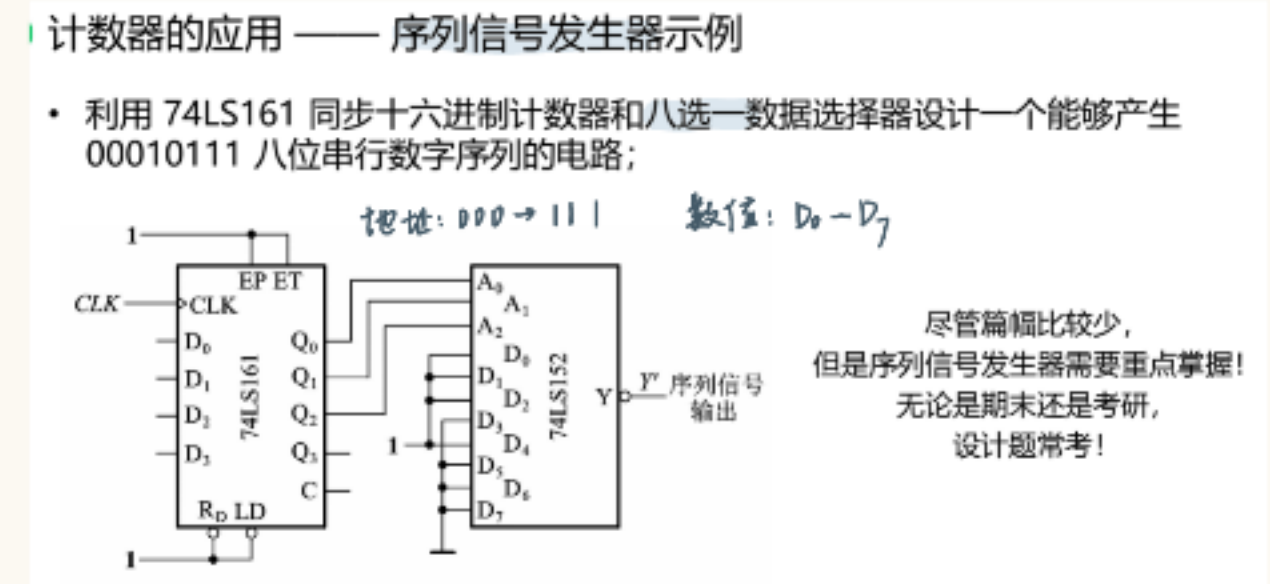 计数器的应用 —— 序列信号发生器示例
• 利用 74LS161 同步十六进制计数器和八选一数据选择器设计一个能够产生
00010111 八位串行数字序列的电路；
地址: 000→111 数值: D₀—D₇
1
EP ET
CLK CLK
D₀ Q₀
D₁ Q₁
D₂ Q₂
D₃ Q₃
C
74LS161
R_D LD
1
A₀
A₁
A₂
D₀
D₁
D₂
D₃
1 D₄
D₅
D₆
D₇
74LS152
Y Y' 序列信号
输出
尽管篇幅比较少，
但是序列信号发生器需要重点掌握！
无论是期末还是考研，
设计题常考！